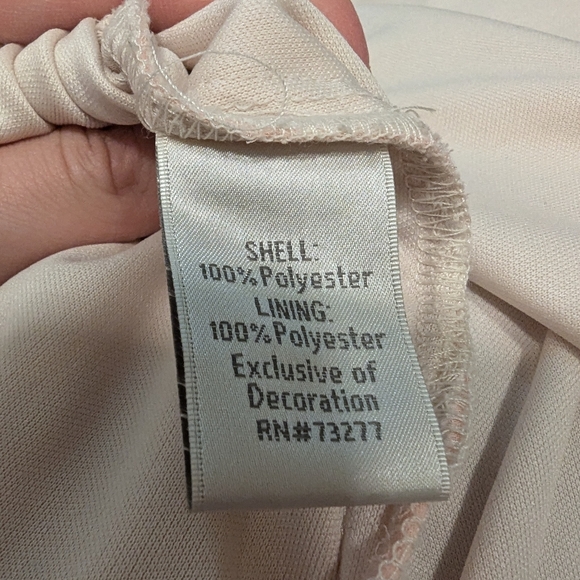 SHELL:
100% Polyester
LINING:
100% Polyester
Exclusive of
Decoration
RN#73277